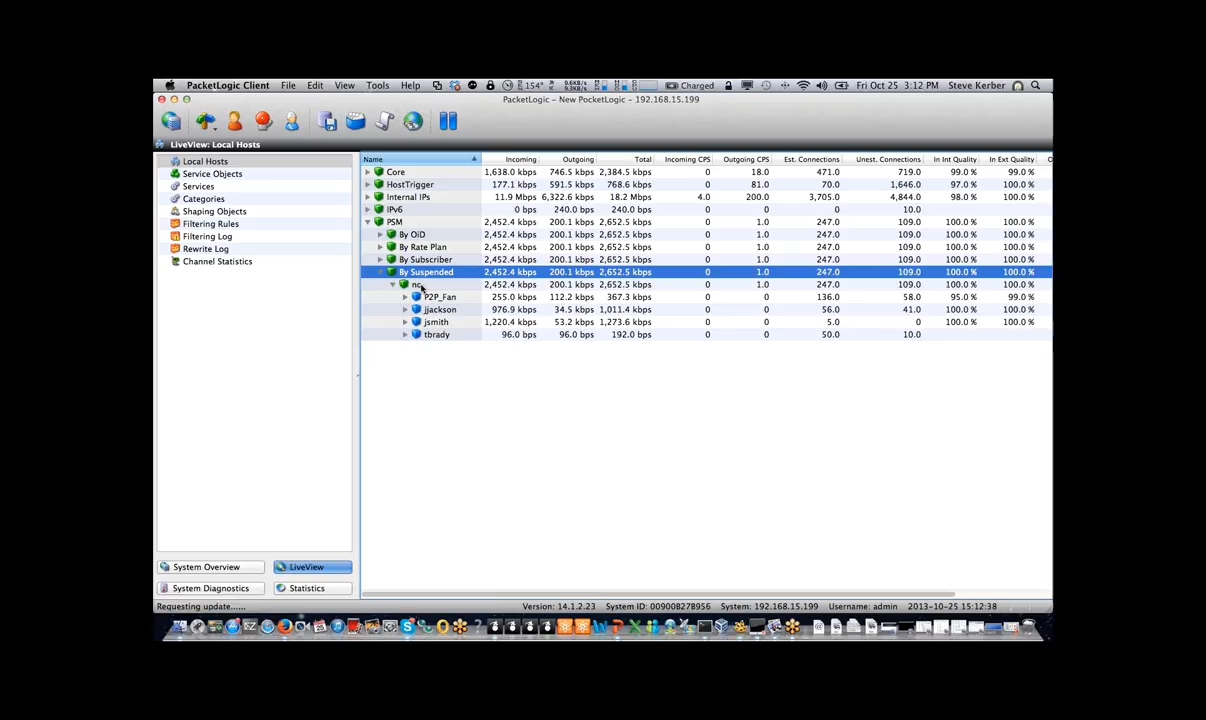 PacketLogic Client File Edit View Tools Help 154° 9.6KB/s 9.3KB/s Charged Fri Oct 25 3:12 PM Steve Kerber
PacketLogic - New PocketLogic - 192.168.15.199
LiveView: Local Hosts
Local Hosts
Service Objects
Services
Categories
Shaping Objects
Filtering Rules
Filtering Log
Rewrite Log
Channel Statistics
System Overview LiveView
System Diagnostics Statistics
Name Incoming Outgoing Total Incoming CPS Outgoing CPS Est. Connections Unest. Connections In Int Quality In Ext Quality O
Core 1,638.0 kbps 746.5 kbps 2,384.5 kbps 0 18.0 471.0 719.0 99.0 % 99.0 %
HostTrigger 177.1 kbps 591.5 kbps 768.6 kbps 0 81.0 70.0 1,646.0 97.0 % 100.0 %
Internal IPs 11.9 Mbps 6,322.6 kbps 18.2 Mbps 4.0 200.0 3,705.0 4,844.0 98.0 % 100.0 %
IPv6 0 bps 240.0 bps 240.0 bps 0 0 0 10.0
PSM 2,452.4 kbps 200.1 kbps 2,652.5 kbps 0 1.0 247.0 109.0 100.0 % 100.0 %
By OiD 2,452.4 kbps 200.1 kbps 2,652.5 kbps 0 1.0 247.0 109.0 100.0 % 100.0 %
By Rate Plan 2,452.4 kbps 200.1 kbps 2,652.5 kbps 0 1.0 247.0 109.0 100.0 % 100.0 %
By Subscriber 2,452.4 kbps 200.1 kbps 2,652.5 kbps 0 1.0 247.0 109.0 100.0 % 100.0 %
By Suspended 2,452.4 kbps 200.1 kbps 2,652.5 kbps 0 1.0 247.0 109.0 100.0 % 100.0 %
2,452.4 kbps 200.1 kbps 2,652.5 kbps 0 1.0 247.0 109.0 100.0 % 100.0 %
P2P_Fan 255.0 kbps 112.2 kbps 367.3 kbps 0 0 136.0 58.0 95.0 % 99.0 %
jjackson 976.9 kbps 34.5 kbps 1,011.4 kbps 0 0 56.0 41.0 100.0 % 100.0 %
jsmith 1,220.4 kbps 53.2 kbps 1,273.6 kbps 0 0 5.0 0 100.0 % 100.0 %
tbrady 96.0 bps 96.0 bps 192.0 bps 0 0 50.0 10.0
Requesting update...... Version: 14.1.2.23 System ID: 009008278956 System: 192.168.15.199 Username: admin 2013-10-25 15:12:38